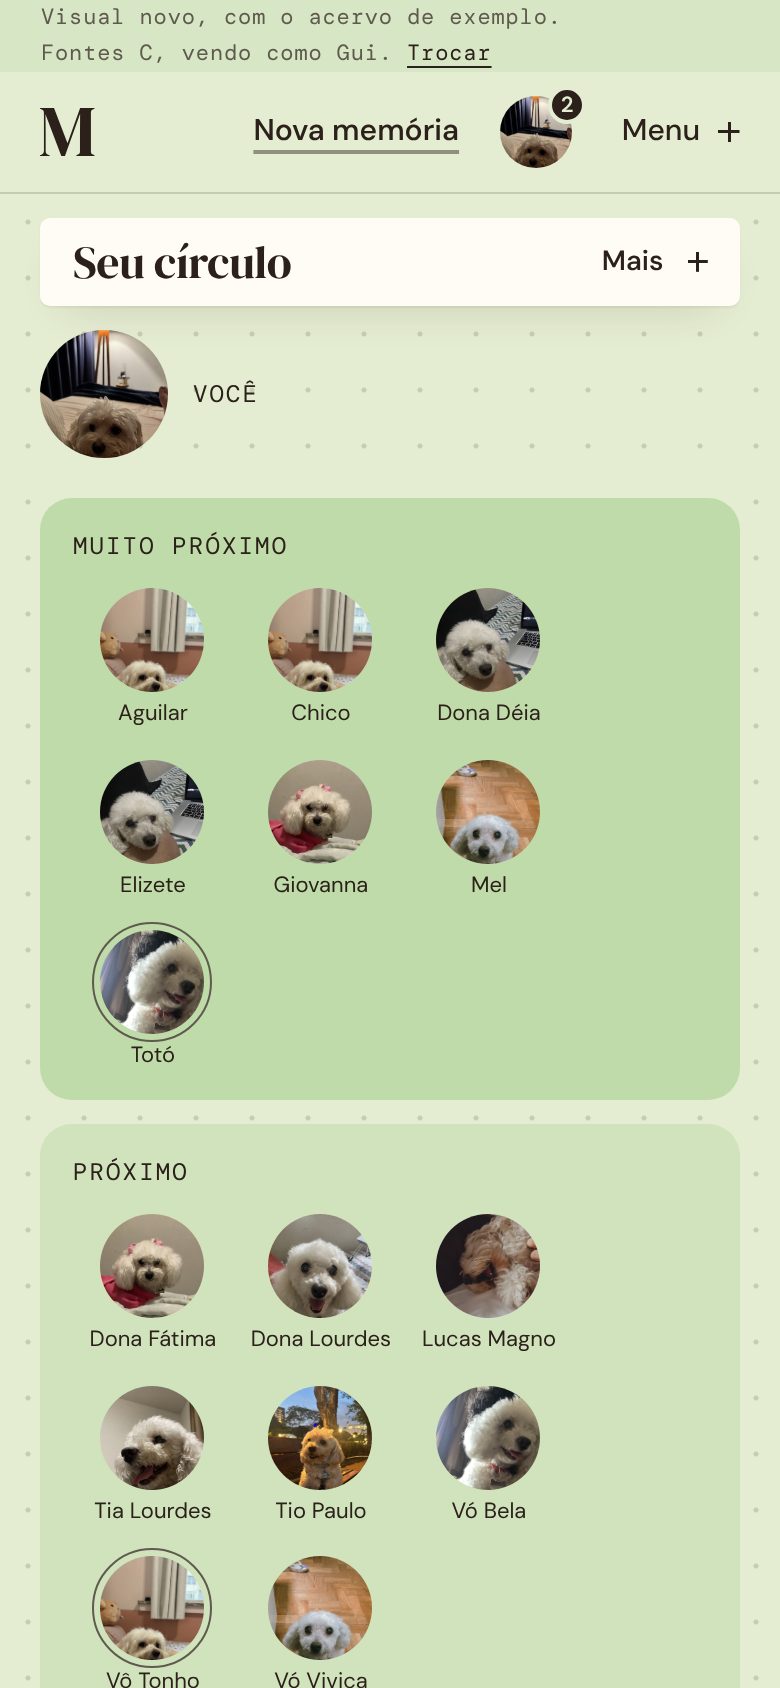 Visual novo, com o acervo de exemplo.
Fontes C, vendo como Gui. Trocar
M Nova memória 2 Menu +
Seu círculo Mais +
VOCÊ
MUITO PRÓXIMO
Aguilar Chico Dona Déia
Elizete Giovanna Mel
Totó
PRÓXIMO
Dona Fátima Dona Lourdes Lucas Magno
Tia Lourdes Tio Paulo Vó Bela
Vô Tonho Vó Vivica